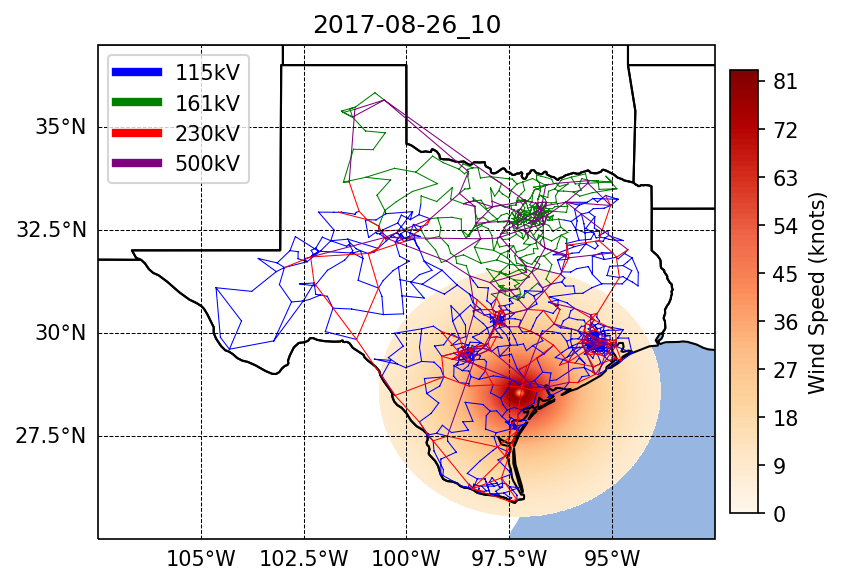 2017-08-26_10
115kV
161kV
230kV
500kV
35°N
32.5°N
30°N
27.5°N
105°W
102.5°W
100°W
97.5°W
95°W
81
72
63
54
45
36
27
18
9
0
Wind Speed (knots)